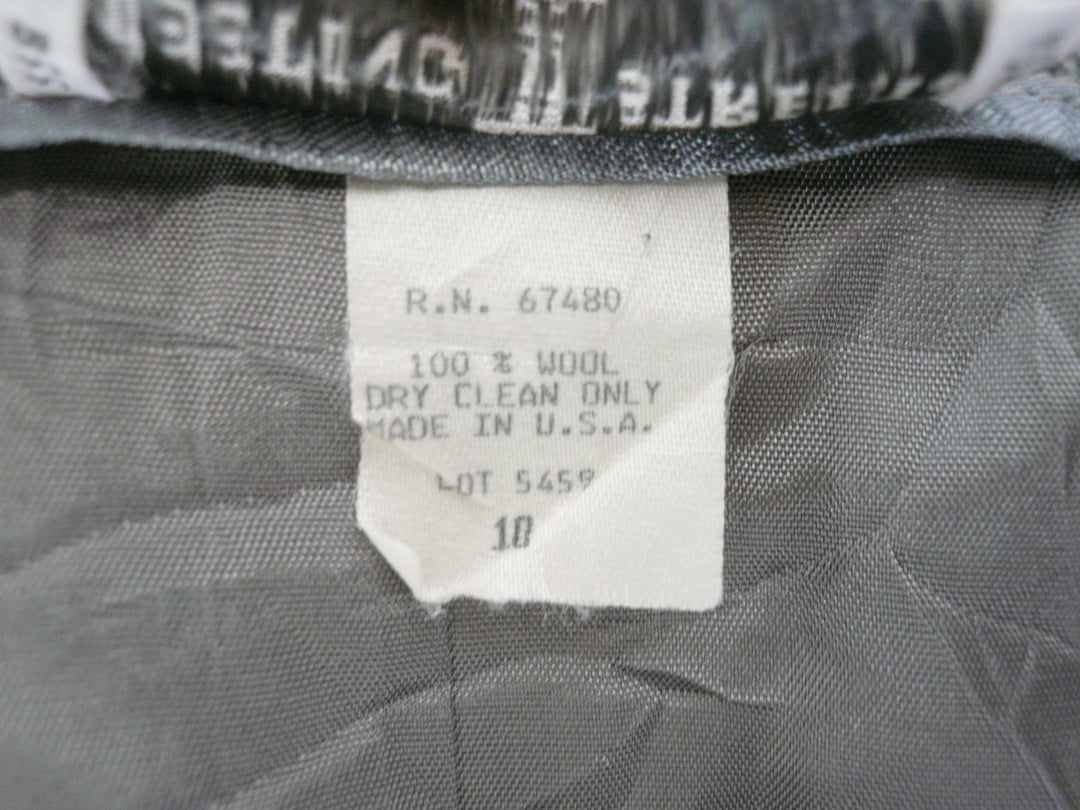 R.N. 67480
100 % WOOL
DRY CLEAN ONLY
MADE IN U.S.A.
LOT 5459
10